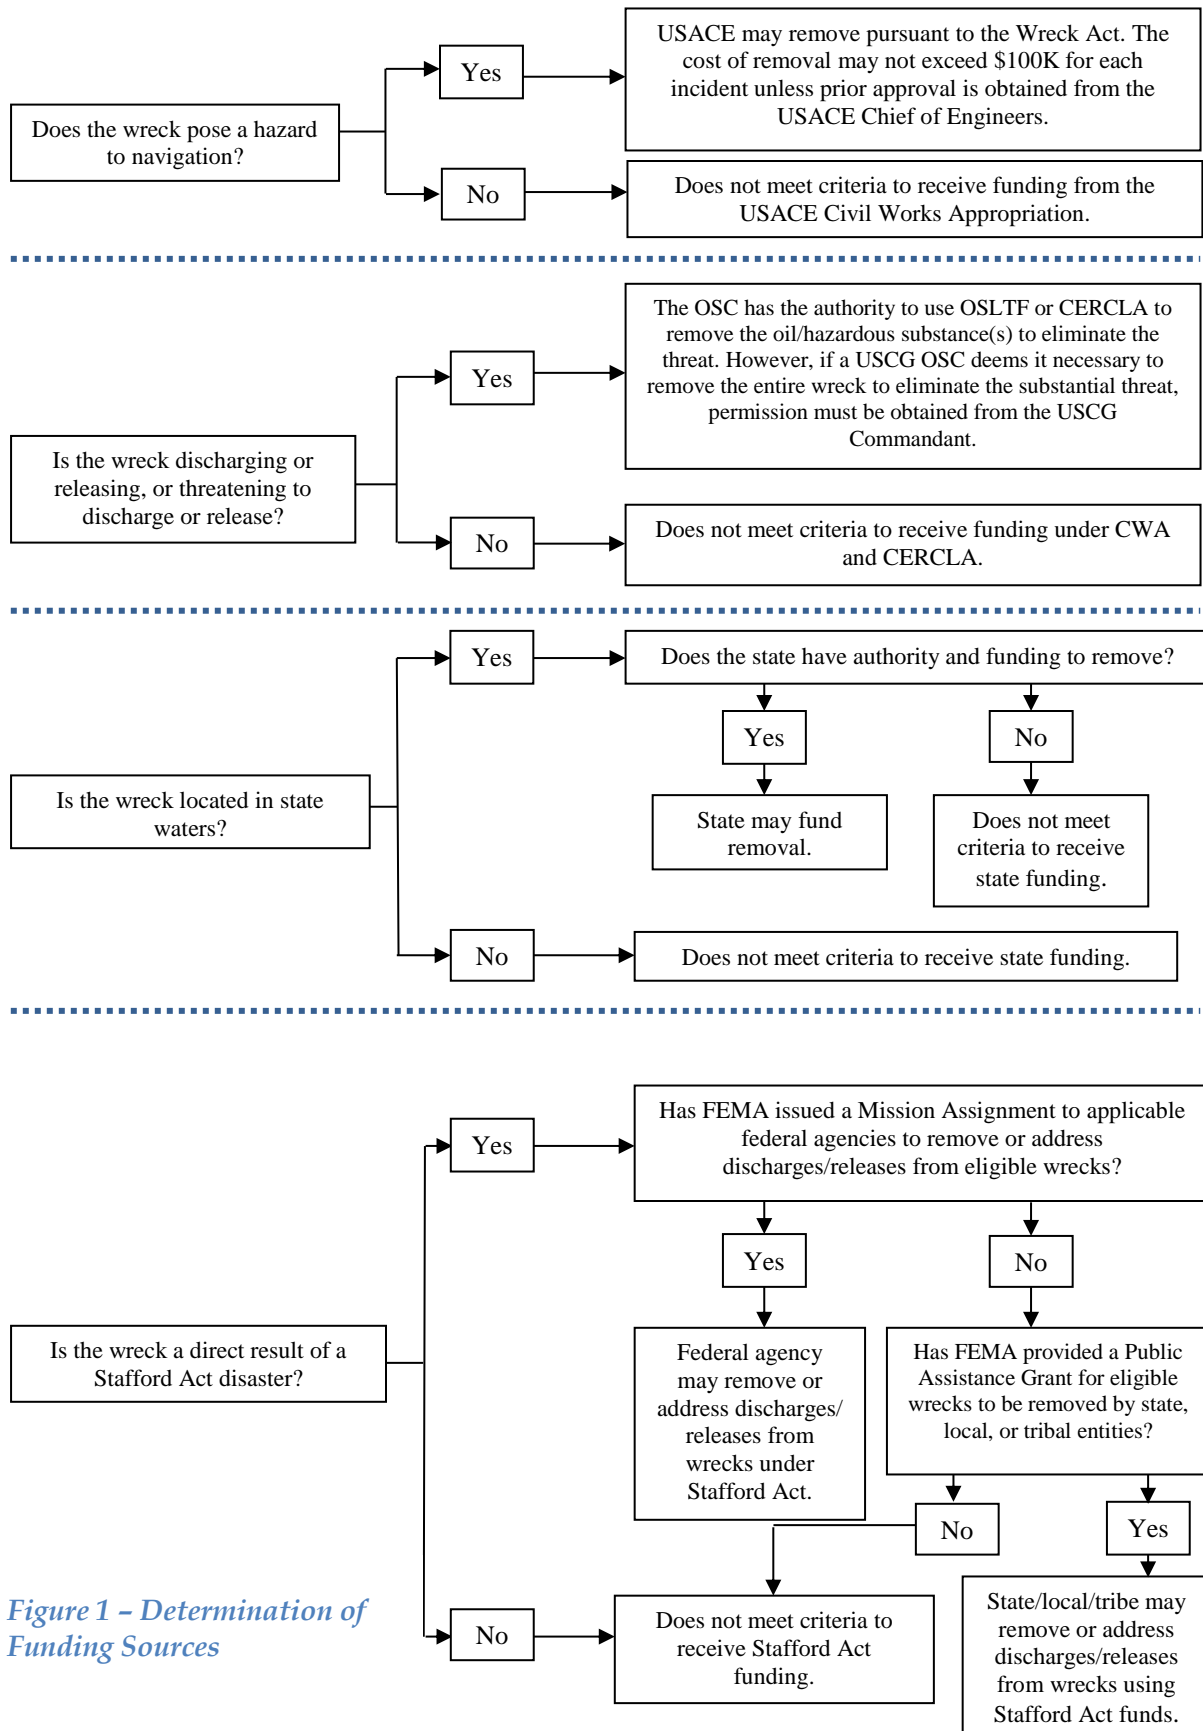 Yes
USACE may remove pursuant to the Wreck Act. The
cost of removal may not exceed $100K for each
incident unless prior approval is obtained from the
USACE Chief of Engineers.
Does the wreck pose a hazard
to navigation?
No
Does not meet criteria to receive funding from the
USACE Civil Works Appropriation.
Yes
The OSC has the authority to use OSLTF or CERCLA to
remove the oil/hazardous substance(s) to eliminate the
threat. However, if a USCG OSC deems it necessary to
remove the entire wreck to eliminate the substantial threat,
permission must be obtained from the USCG
Commandant.
Is the wreck discharging or
releasing, or threatening to
discharge or release?
No
Does not meet criteria to receive funding under CWA
and CERCLA.
Yes
Does the state have authority and funding to remove?
Yes
No
Is the wreck located in state
waters?
State may fund
removal.
Does not meet
criteria to receive
state funding.
No
Does not meet criteria to receive state funding.
Yes
Has FEMA issued a Mission Assignment to applicable
federal agencies to remove or address
discharges/releases from eligible wrecks?
Yes
No
Is the wreck a direct result of a
Stafford Act disaster?
Federal agency
may remove or
address discharges/
releases from
wrecks under
Stafford Act.
Has FEMA provided a Public
Assistance Grant for eligible
wrecks to be removed by state,
local, or tribal entities?
No
Yes
Figure 1 – Determination of
Funding Sources
No
Does not meet criteria to
receive Stafford Act
funding.
State/local/tribe may
remove or address
discharges/releases
from wrecks using
Stafford Act funds.